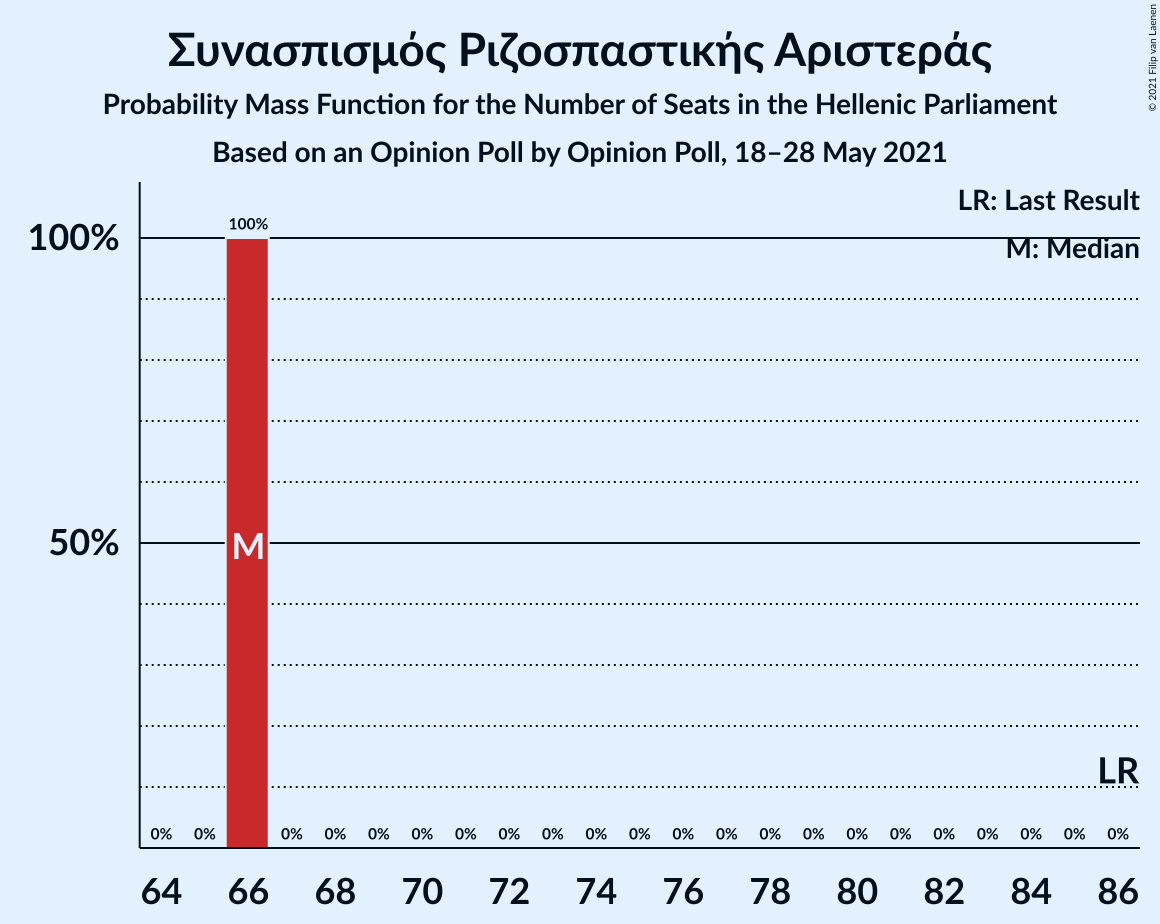 Συνασπισμός Ριζοσπαστικής Αριστεράς
Probability Mass Function for the Number of Seats in the Hellenic Parliament
Based on an Opinion Poll by Opinion Poll, 18–28 May 2021
© 2021 Filip van Laenen
LR: Last Result
M: Median
100%
100%
50%
M
LR
0% 0% 0% 0% 0% 0% 0% 0% 0% 0% 0% 0% 0% 0% 0% 0% 0% 0% 0% 0% 0% 0%
64 66 68 70 72 74 76 78 80 82 84 86